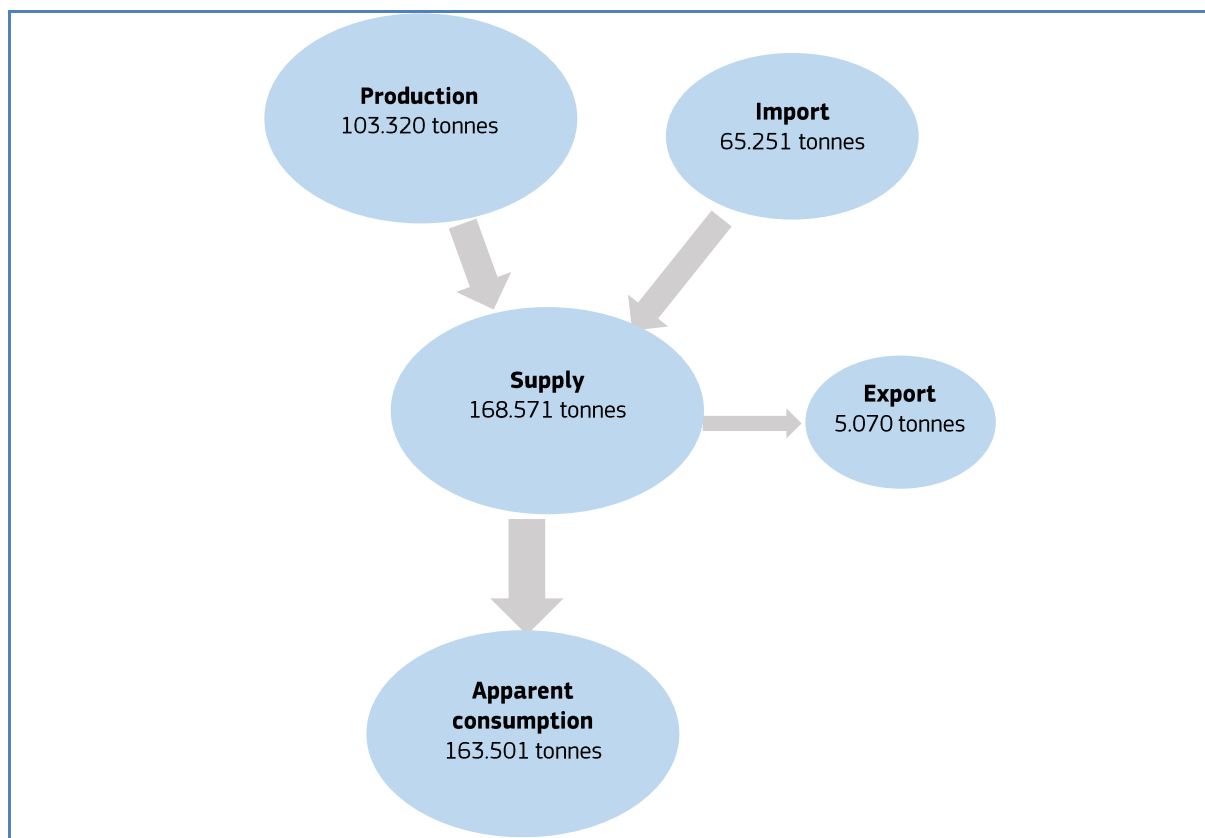 Production
103.320 tonnes
Import
65.251 tonnes
Supply
168.571 tonnes
Export
5.070 tonnes
Apparent
consumption
163.501 tonnes